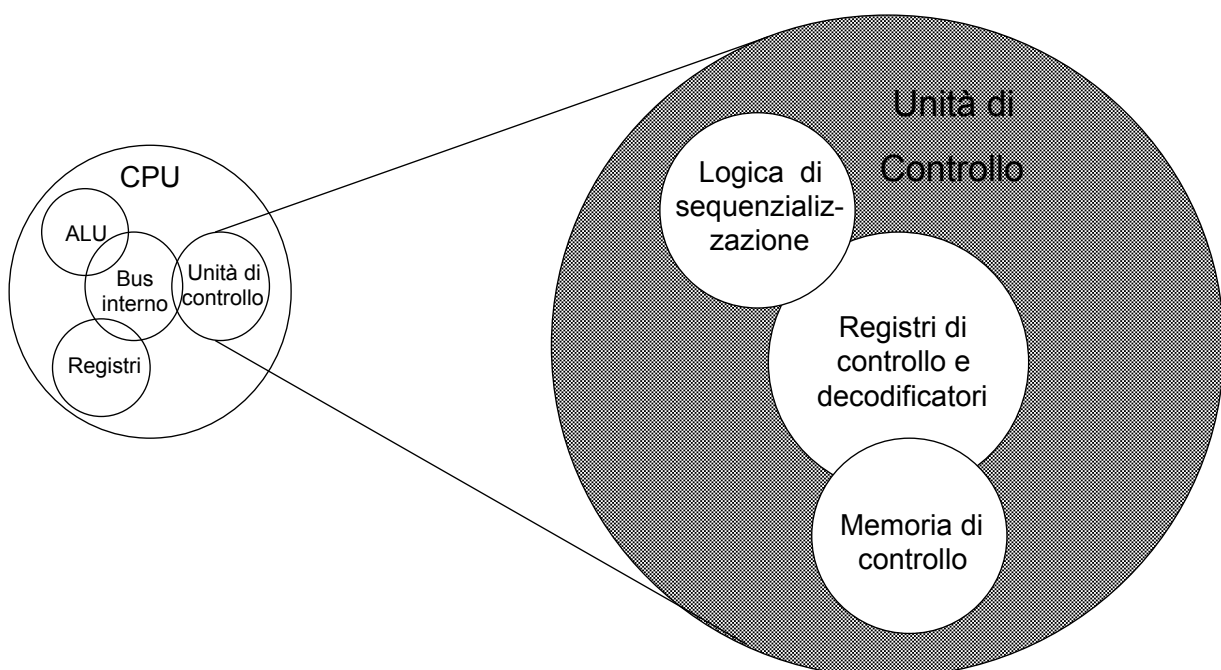 CPU
ALU
Bus
interno
Unità di
controllo
Registri
Unità di
Controllo
Logica di
sequenzializ-
zazione
Registri di
controllo e
decodificatori
Memoria di
controllo